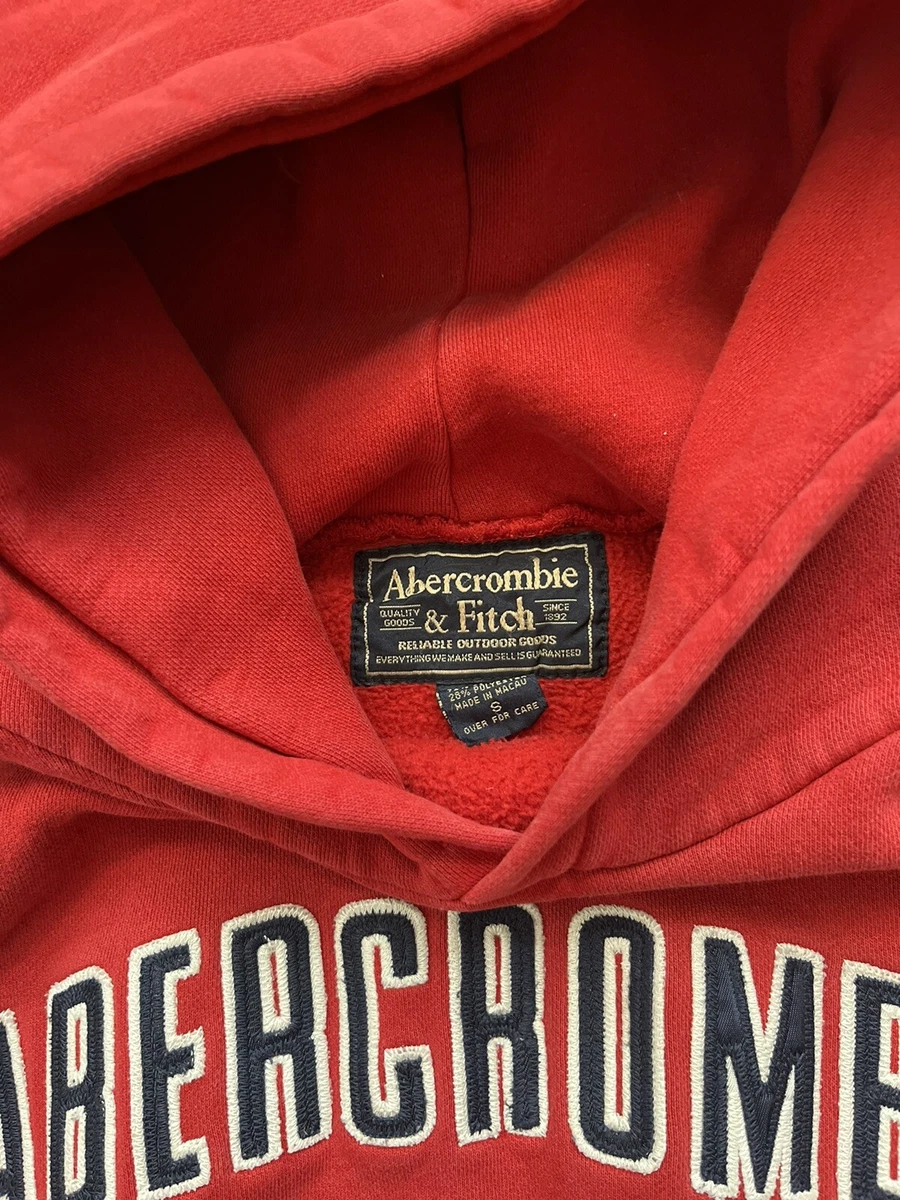 Abercrombie
QUALITY GOODS & Fitch SINCE 1892
RELIABLE OUTDOOR GOODS
EVERYTHING WE MAKE AND SELL IS GUARANTEED
28% POLYESTER
MADE IN MACAU
S
OVER FOR CARE
ABERCROMB